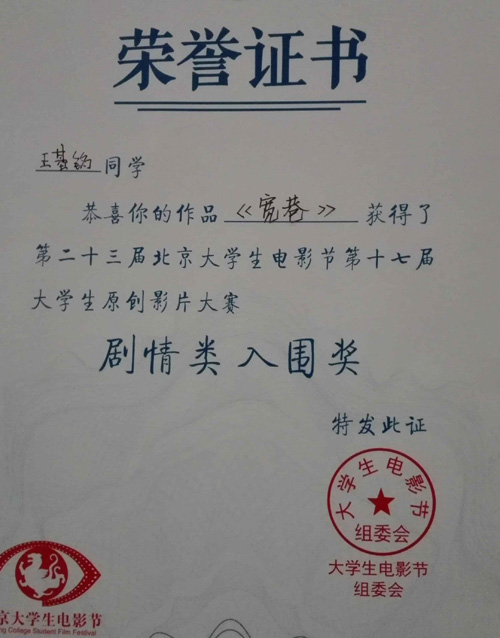 荣誉证书
王基铭同学
恭喜你的作品《宽巷》获得了
第二十三届北京大学生电影节第十七届
大学生原创影片大赛
剧情类入围奖
特发此证
大学生电影节
组委会
大学生电影节
组委会
京大学生电影节
ng College Student Film Festival